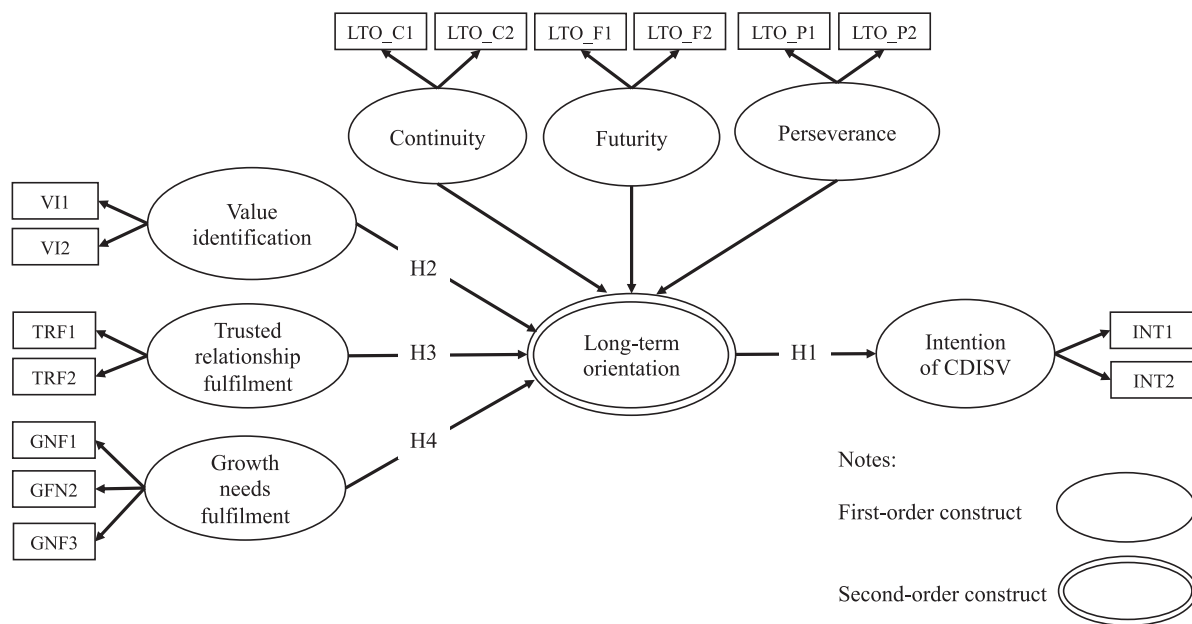 LTO_C1
LTO_C2
LTO_F1
LTO_F2
LTO_P1
LTO_P2
Continuity
Futurity
Perseverance
VI1
VI2
Value
identification
H2
TRF1
TRF2
Trusted
relationship
fulfilment
H3
Long-term
orientation
H1
Intention
of CDISV
INT1
INT2
GNF1
GFN2
GNF3
Growth
needs
fulfilment
H4
Notes:
First-order construct
Second-order construct